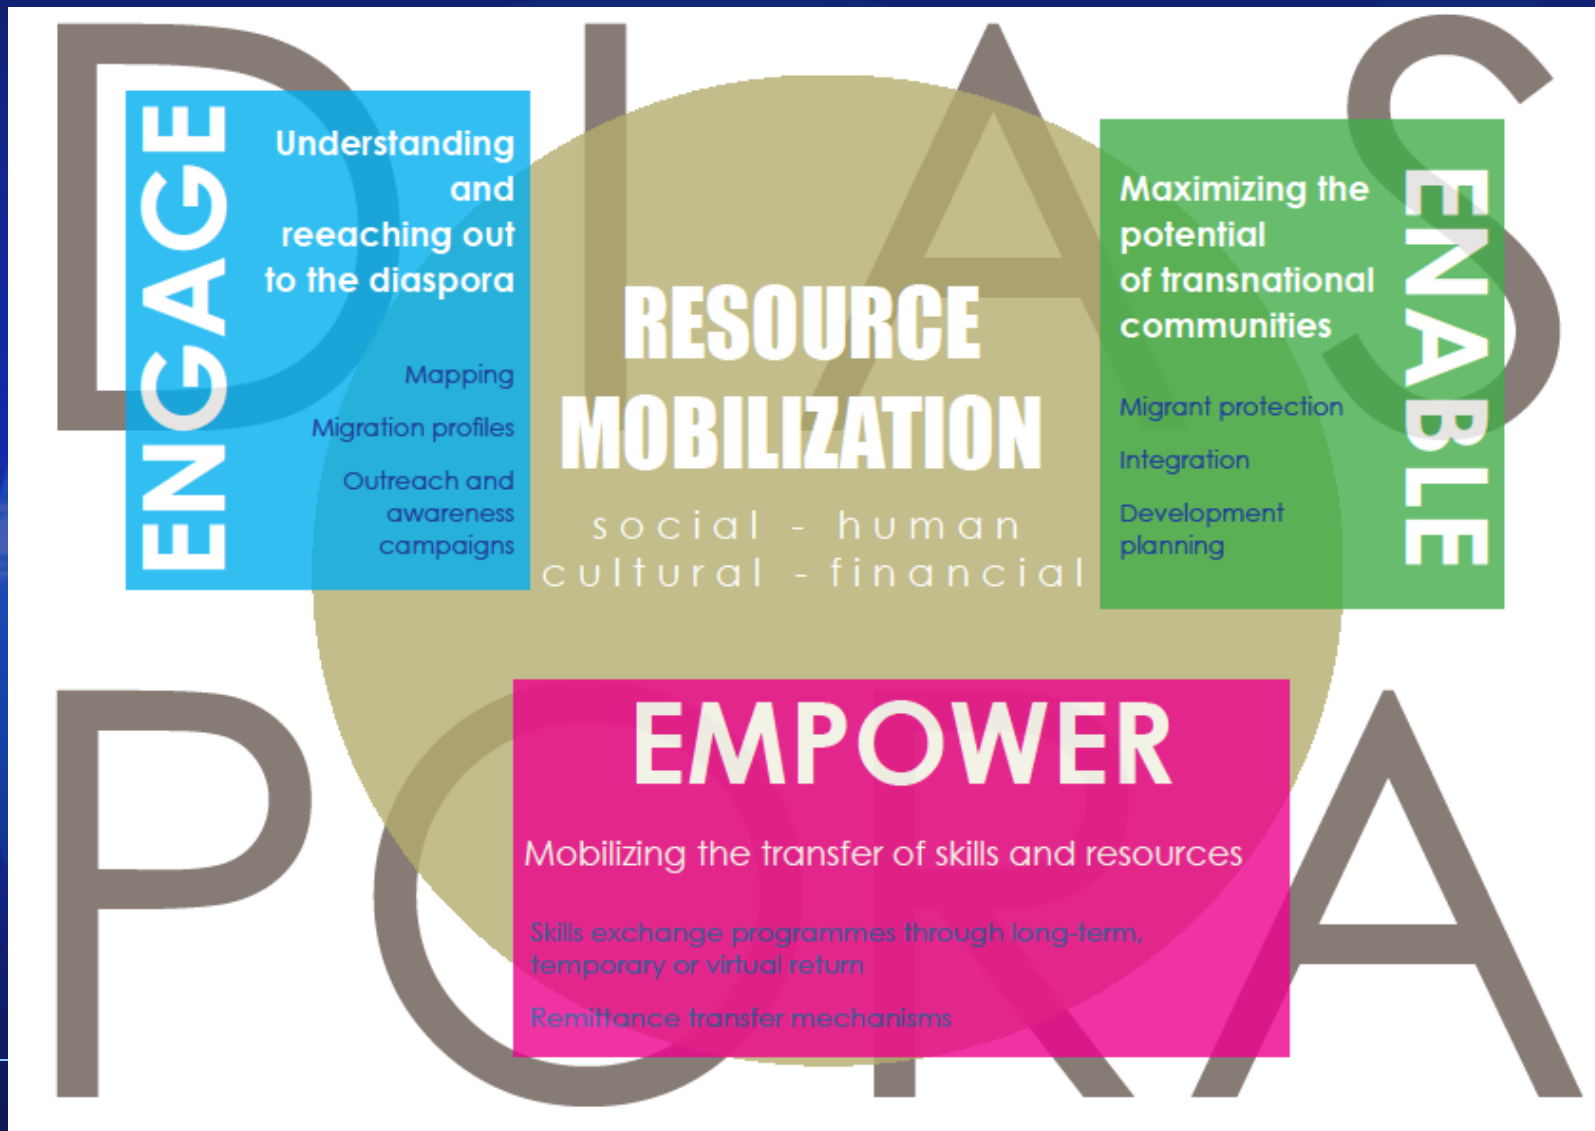 DIAS
PORA
ENGAGE
Understanding
and
reeaching out
to the diaspora
Mapping
Migration profiles
Outreach and
awareness
campaigns
RESOURCE
MOBILIZATION
social - human
cultural - financial
ENABLE
Maximizing the
potential
of transnational
communities
Migrant protection
Integration
Development
planning
EMPOWER
Mobilizing the transfer of skills and resources
Skills exchange programmes through long-term,
temporary or virtual return
Remittance transfer mechanisms